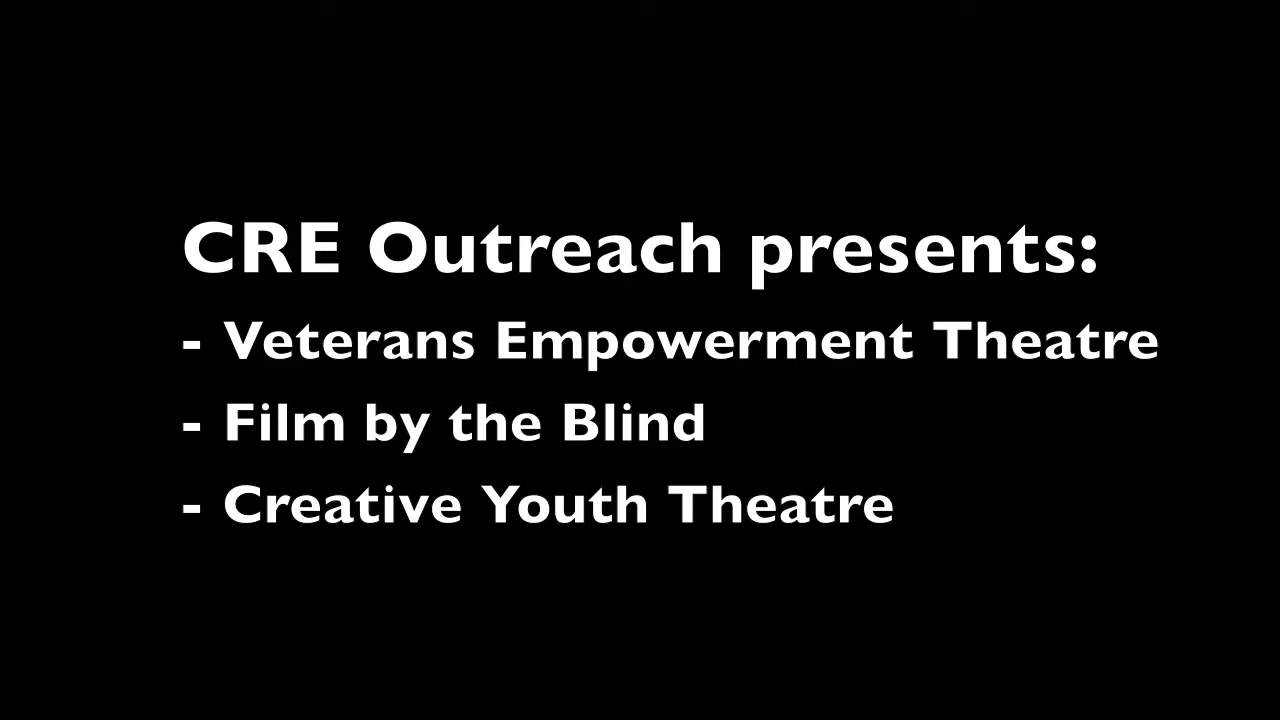 CRE Outreach presents:
- Veterans Empowerment Theatre
- Film by the Blind
- Creative Youth Theatre